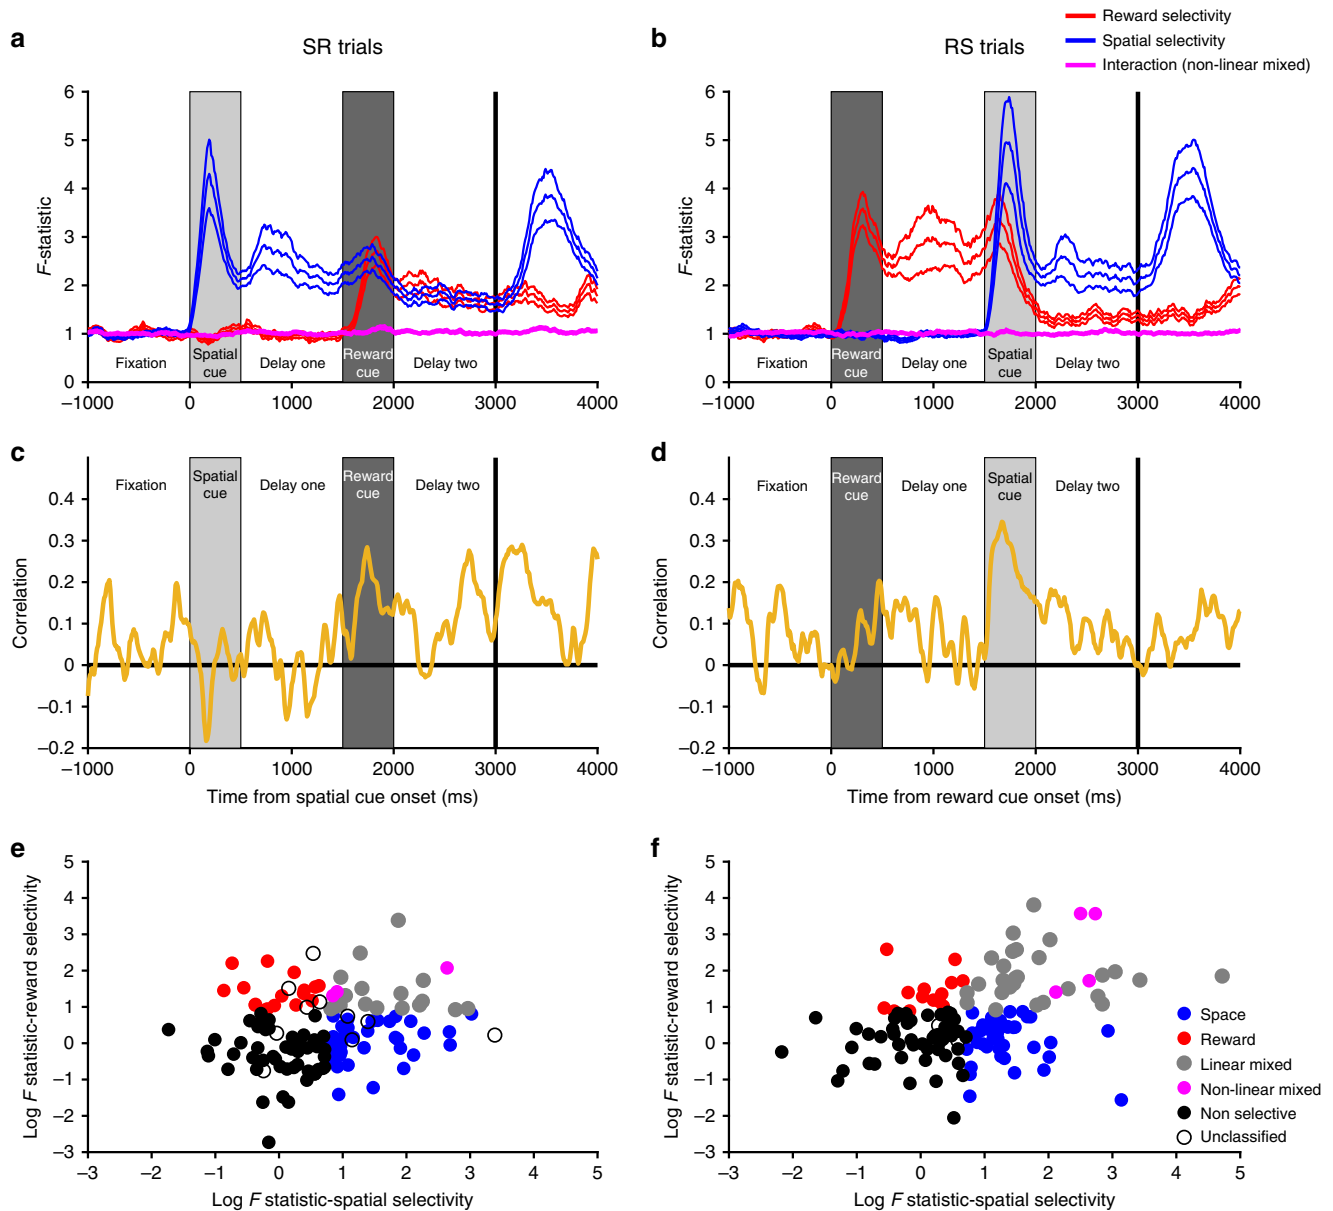 Reward selectivity
Spatial selectivity
Interaction (non-linear mixed)
a
SR trials
b
RS trials
6
5
4
3
2
1
0
F-statistic
Fixation
Spatial cue
Delay one
Reward cue
Delay two
–1000 0 1000 2000 3000 4000
6
5
4
3
2
1
0
F-statistic
Fixation
Reward cue
Delay one
Spatial cue
Delay two
–1000 0 1000 2000 3000 4000
c
0.4
0.3
0.2
0.1
0
–0.1
–0.2
Correlation
Fixation
Spatial cue
Delay one
Reward cue
Delay two
–1000 0 1000 2000 3000 4000
Time from spatial cue onset (ms)
d
0.4
0.3
0.2
0.1
0
–0.1
–0.2
Correlation
Fixation
Reward cue
Delay one
Spatial cue
Delay two
–1000 0 1000 2000 3000 4000
Time from reward cue onset (ms)
e
5
4
3
2
1
0
–1
–2
–3
Log F statistic-reward selectivity
–3 –2 –1 0 1 2 3 4 5
Log F statistic-spatial selectivity
f
5
4
3
2
1
0
–1
–2
–3
Log F statistic-reward selectivity
–3 –2 –1 0 1 2 3 4 5
Log F statistic-spatial selectivity
Space
Reward
Linear mixed
Non-linear mixed
Non selective
Unclassified